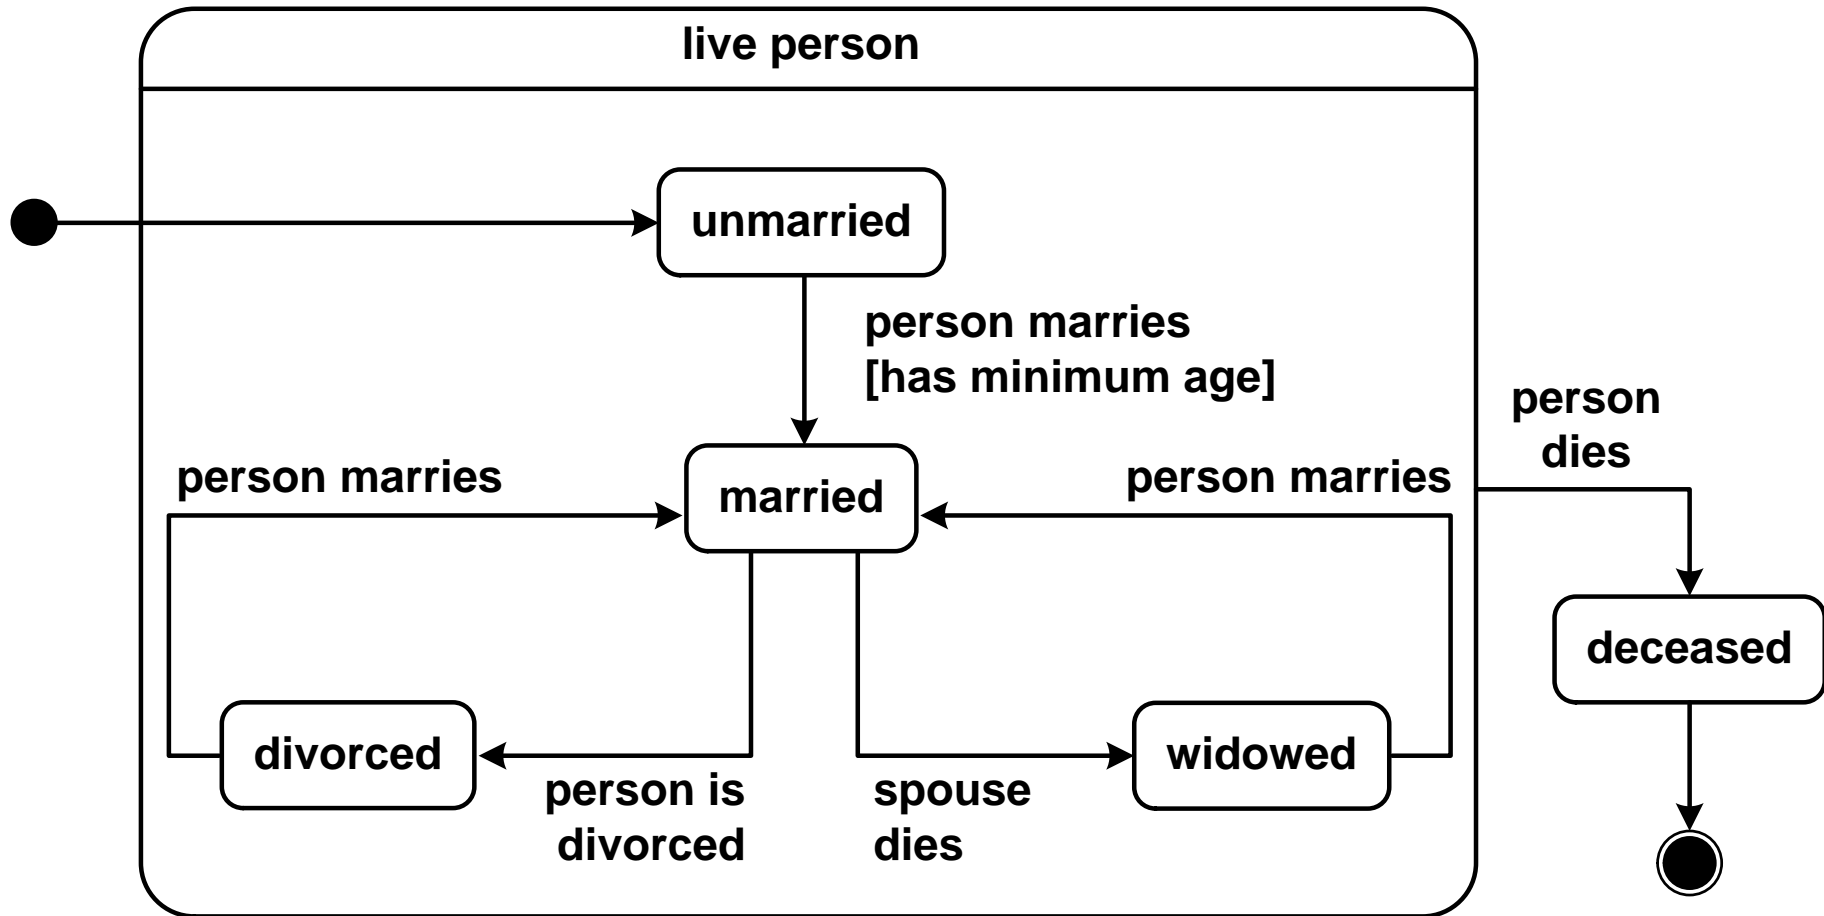 live person
unmarried
person marries
[has minimum age]
person
dies
person marries
married
person marries
deceased
divorced
widowed
person is
divorced
spouse
dies